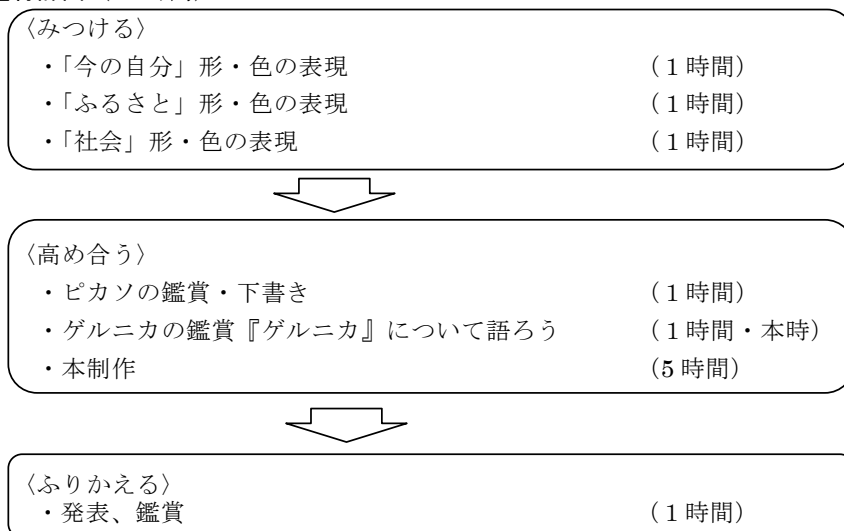 〈みつける〉
・「今の自分」形・色の表現 (1時間)
・「ふるさと」形・色の表現 (1時間)
・「社会」形・色の表現 (1時間)
〈高め合う〉
・ピカソの鑑賞・下書き (1時間)
・ゲルニカの鑑賞『ゲルニカ』について語ろう (1時間・本時)
・本制作 (5時間)
〈ふりかえる〉
・発表、鑑賞 (1時間)